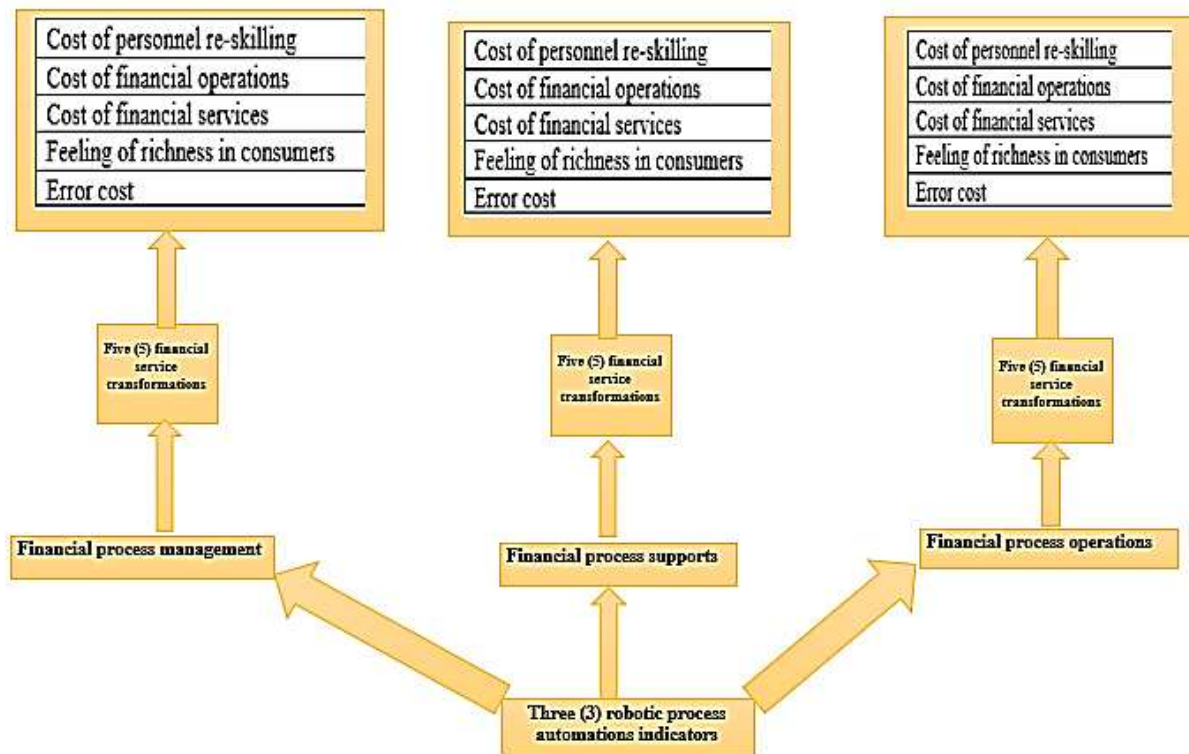 Cost of personnel re-skilling
Cost of financial operations
Cost of financial services
Feeling of richness in consumers
Error cost
Cost of personnel re-skilling
Cost of financial operations
Cost of financial services
Feeling of richness in consumers
Error cost
Cost of personnel re-skilling
Cost of financial operations
Cost of financial services
Feeling of richness in consumers
Error cost
Five (5) financial
service
transformations
Five (5) financial
service
transformations
Five (5) financial
service
transformations
Financial process management
Financial process supports
Financial process operations
Three (3) robotic process
automations indicators